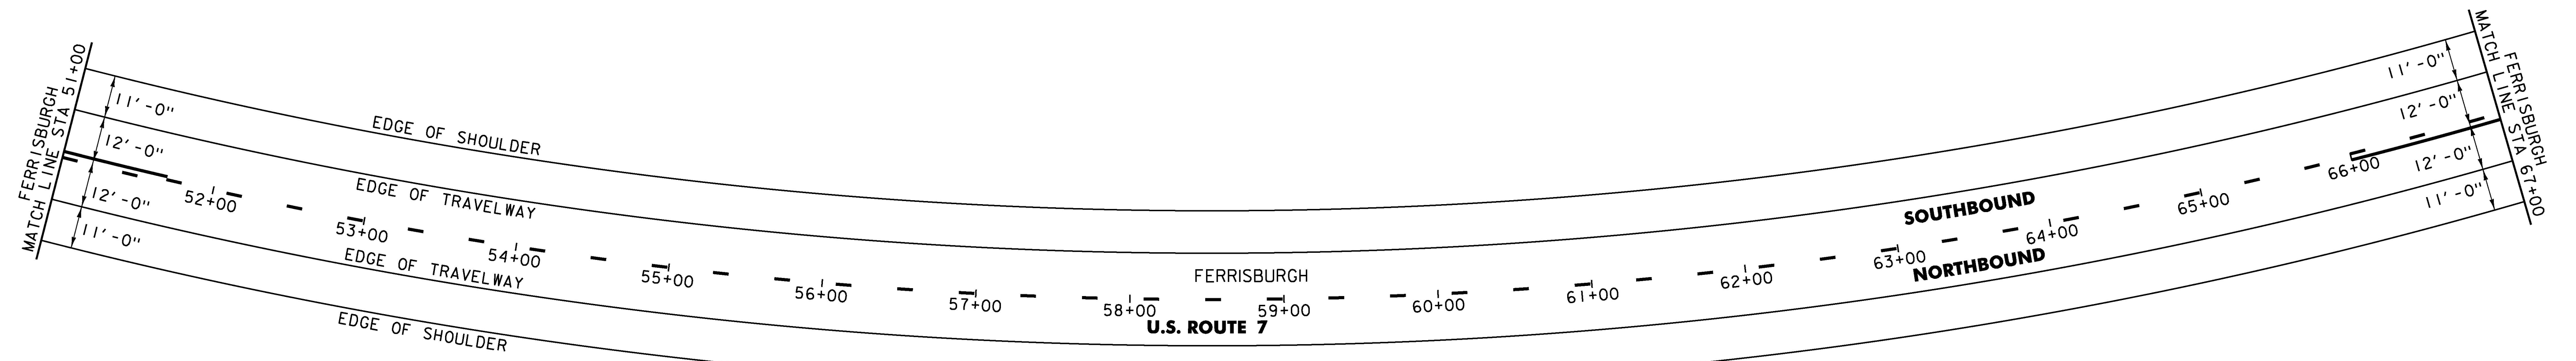 FERRISBURGH
MATCH LINE STA 51+00
11'-0"
12'-0"
12'-0"
11'-0"
EDGE OF SHOULDER
EDGE OF TRAVELWAY
EDGE OF TRAVELWAY
EDGE OF SHOULDER
52+00
53+00
54+00
55+00
56+00
57+00
58+00
59+00
60+00
61+00
62+00
63+00
64+00
65+00
66+00
FERRISBURGH
U.S. ROUTE 7
SOUTHBOUND
NORTHBOUND
11'-0"
12'-0"
12'-0"
11'-0"
MATCH LINE STA 67+00
FERRISBURGH